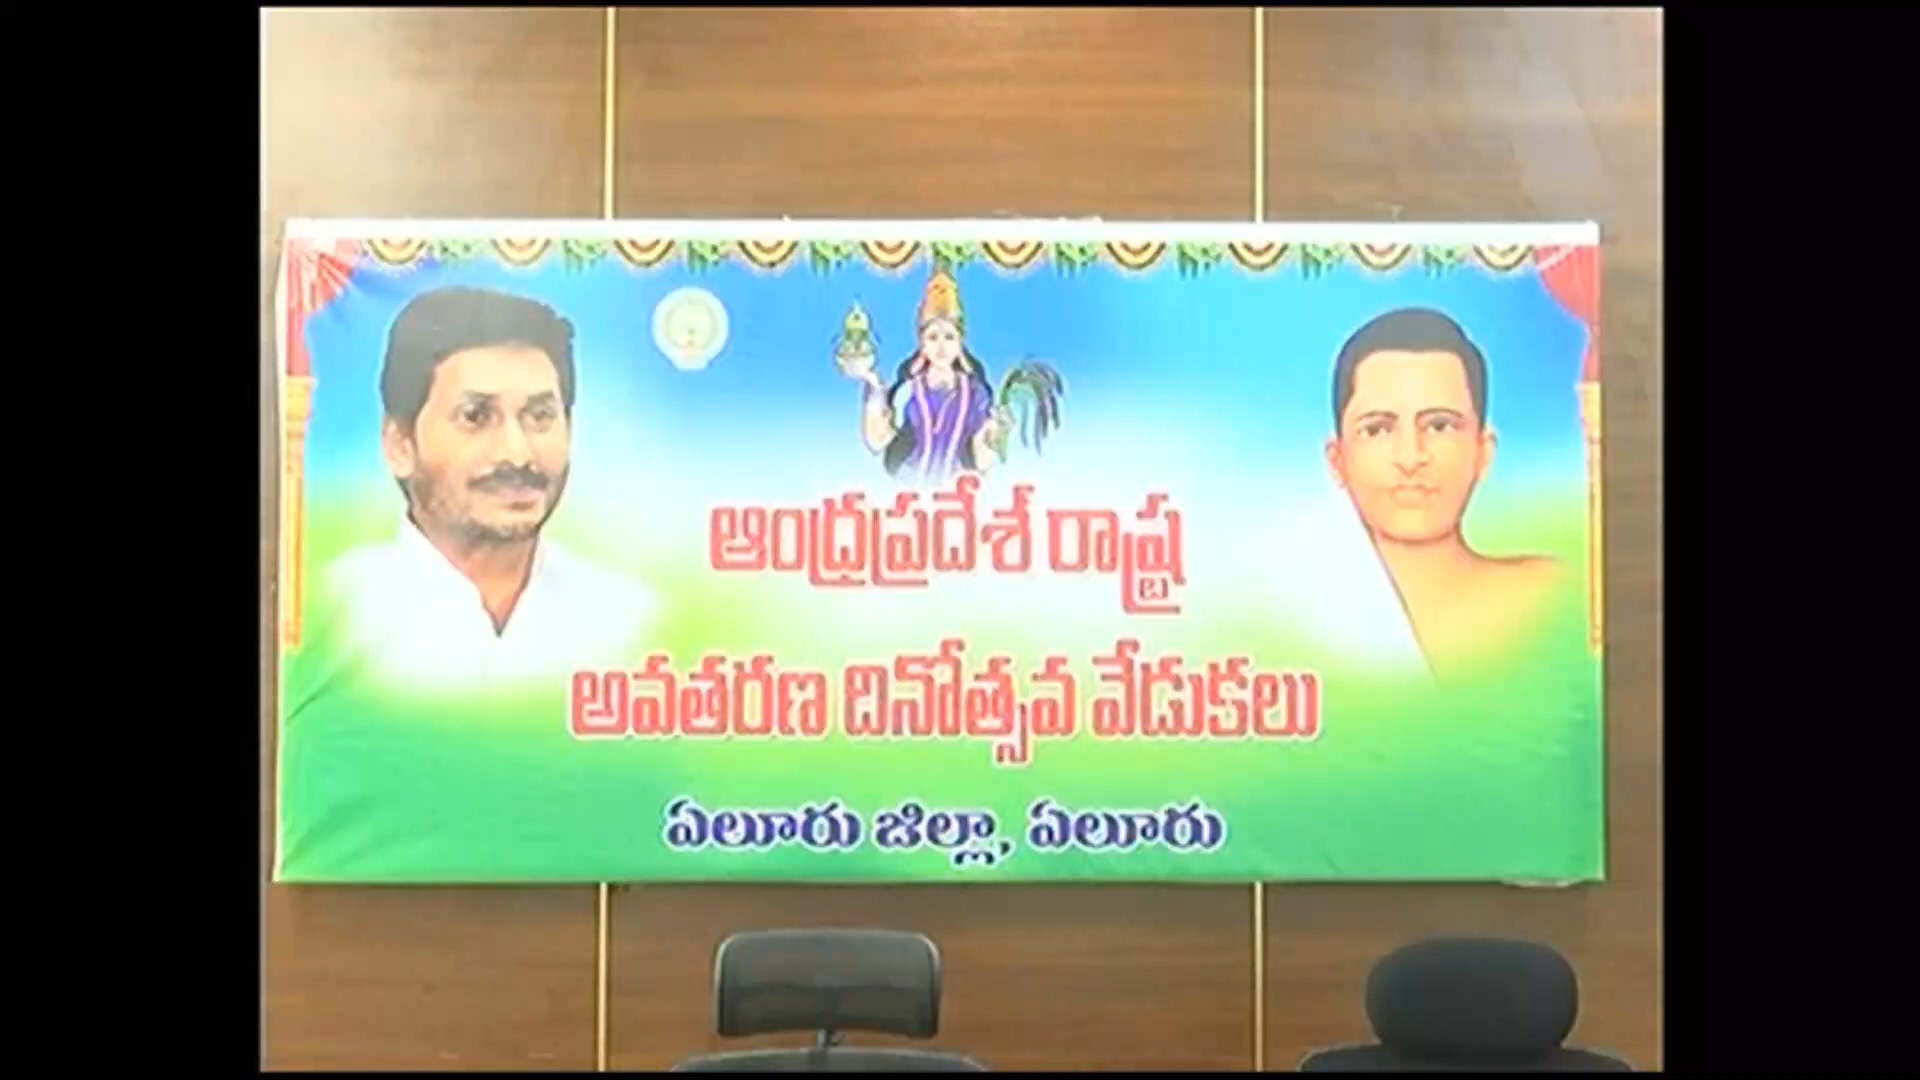 ఆంధ్రప్రదేశ్ రాష్ట్ర
అవతరణ దినోత్సవ వేడుకలు
ఏలూరు జిల్లా, ఏలూరు